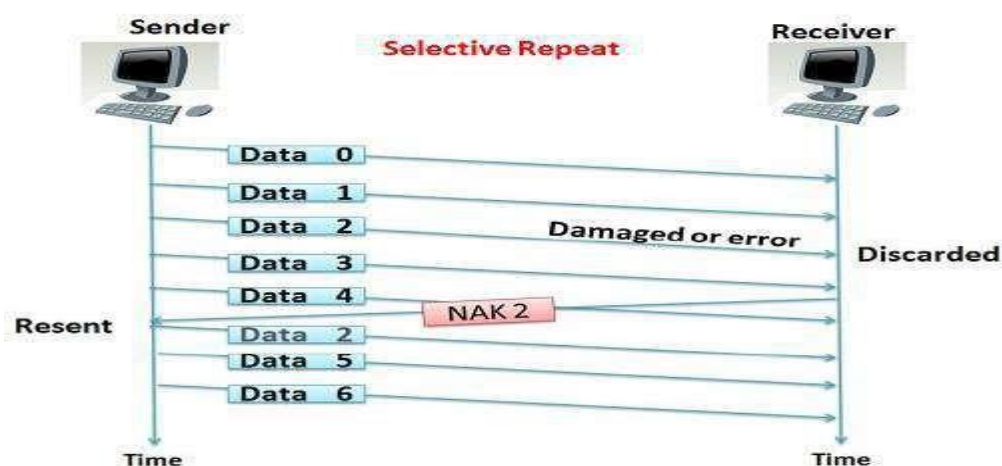 Sender
Selective Repeat
Receiver
Data 0
Data 1
Data 2
Damaged or error
Discarded
Data 3
Data 4
NAK 2
Resent
Data 2
Data 5
Data 6
Time
Time